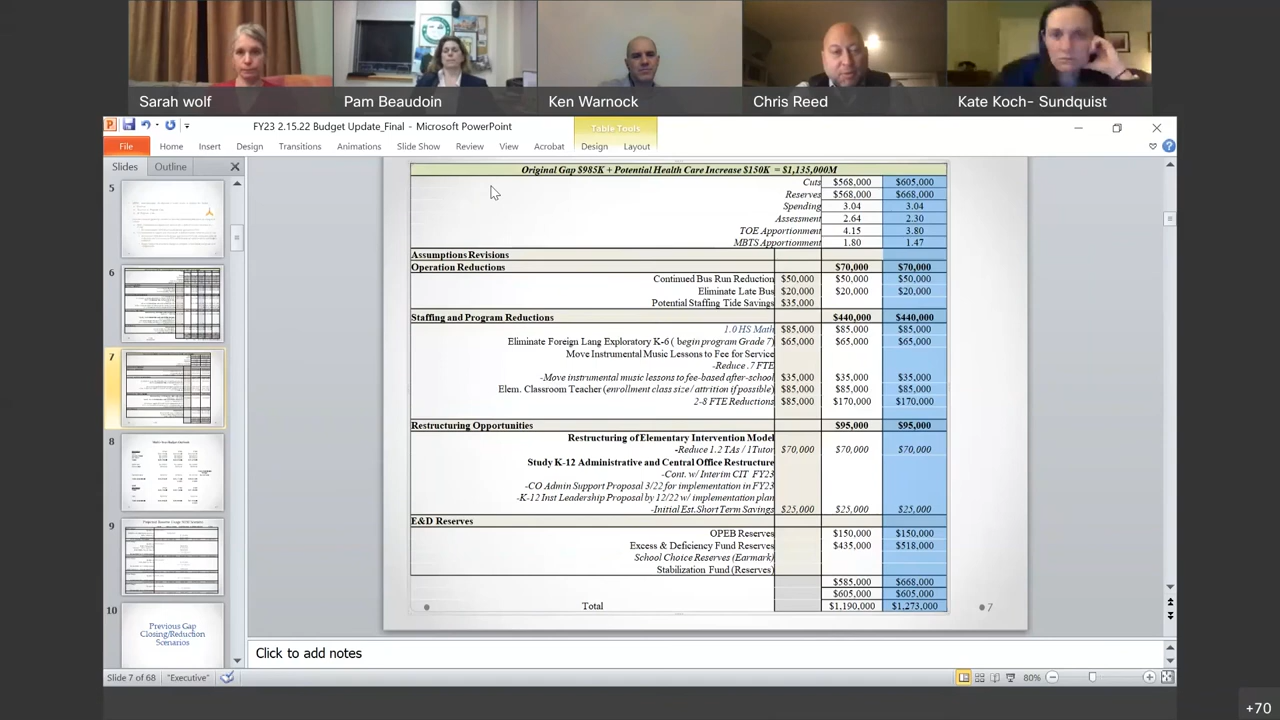 Sarah wolf
Pam Beaudoin
Ken Warnock
Chris Reed
Kate Koch- Sundquist
FY23 2.15.22 Budget Update_Final - Microsoft PowerPoint
Table Tools
File Home Insert Design Transitions Animations Slide Show Review View Acrobat Design Layout
Slides Outline
5
6
7
8
9
10
Previous Gap
Closing/Reduction
Scenarios
Original Gap $985K + Potential Health Care Increase $150K = $1,135,000M
Cuts $568,000 $605,000
Reserves $568,000 $668,000
Spending 3.04 3.04
Assessment 2.64 2.30
TOE Apportionment 4.15 3.80
MBTS Apportionment 1.80 1.47
Assumptions Revisions
Operation Reductions $70,000 $70,000
Continued Bus Run Reduction $50,000 $50,000 $50,000
Eliminate Late Bus $20,000 $20,000 $20,000
Potential Staffing Tide Savings $35,000
Staffing and Program Reductions $440,000 $440,000
1.0 HS Math $85,000 $85,000 $85,000
Eliminate Foreign Lang Exploratory K-6 ( begin program Grade 7) $65,000 $65,000 $65,000
Move Instrumental Music Lessons to Fee for Service
-Reduce .7 FTE
-Move instrumental music lessons to fee-based after-school $35,000 $35,000 $35,000
Elem. Classroom Teacher (enrollment class size / attrition if possible) $85,000 $85,000 $85,000
2-8 FTE Reductions $85,000 $170,000 $170,000
Restructuring Opportunities $95,000 $95,000
Restructuring of Elementary Intervention Model
-Reduce 1.2 TAs / 1Tutor $70,000 $70,000 $70,000
Study K-12 Administrative and Central Office Restructure
-Cont. w/ Interim CIT FY23
-CO Admin Support Proposal 3/22 for implementation in FY23
-K-12 Inst Leadership Proposal by 12/22 w/ implementation plan
-Initial Est.Short Term Savings $25,000 $25,000 $25,000
E&D Reserves
OPEB Reserves $150,000 $150,000
Excess & Deficiency Fund Reserves $435,000 $518,000
School Choice Reserves (Earmark)
Stabilization Fund (Reserves)
$585,000 $668,000
$605,000 $605,000
Total $1,190,000 $1,273,000
7
Click to add notes
Slide 7 of 68 "Executive" 80%
+70